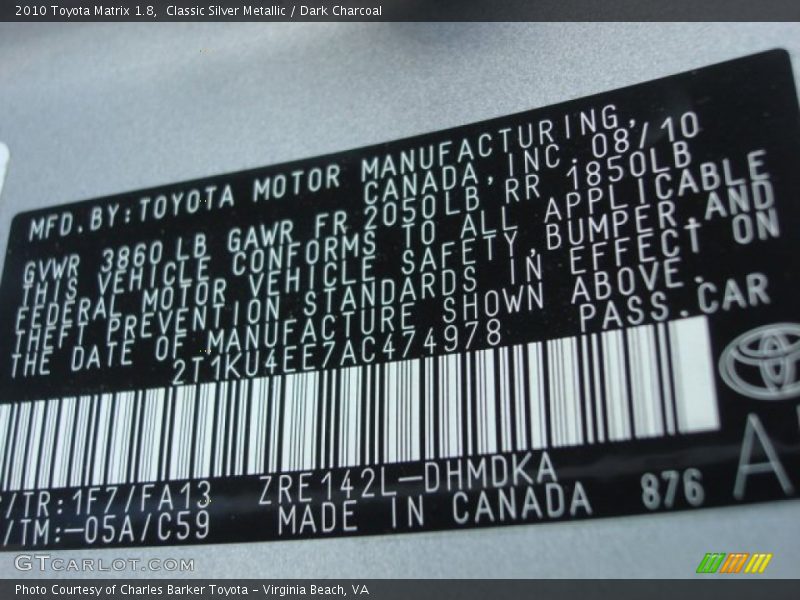 2010 Toyota Matrix 1.8,  Classic Silver Metallic / Dark Charcoal
MFD.BY:TOYOTA MOTOR MANUFACTURING,
CANADA,INC.08/10
GVWR 3860LB GAWR FR 2050LB,RR 1850LB
THIS VEHICLE CONFORMS TO ALL APPLICABLE
FEDERAL MOTOR VEHICLE SAFETY,BUMPER,AND
THEFT PREVENTION STANDARDS IN EFFECT ON
THE DATE OF MANUFACTURE SHOWN ABOVE.
2T1KU4EE7AC474978 PASS.CAR
/TR:1F7/FA13 ZRE142L-DHMDKA
/TM:-05A/C59 MADE IN CANADA 876
A
GTCARLOT.COM
Photo Courtesy of Charles Barker Toyota - Virginia Beach, VA